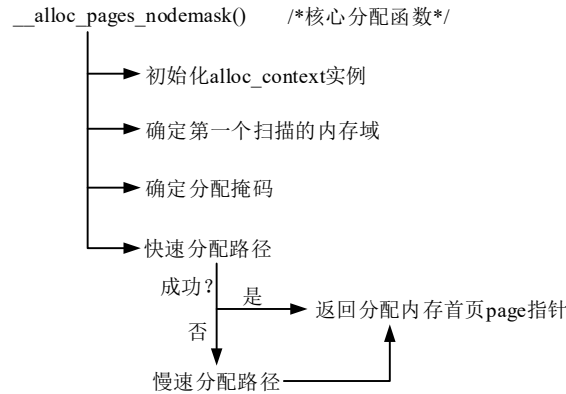 __alloc_pages_nodemask() /*核心分配函数*/
初始化alloc_context实例
确定第一个扫描的内存域
确定分配掩码
快速分配路径
成功？
是
返回分配内存首页page指针
否
慢速分配路径